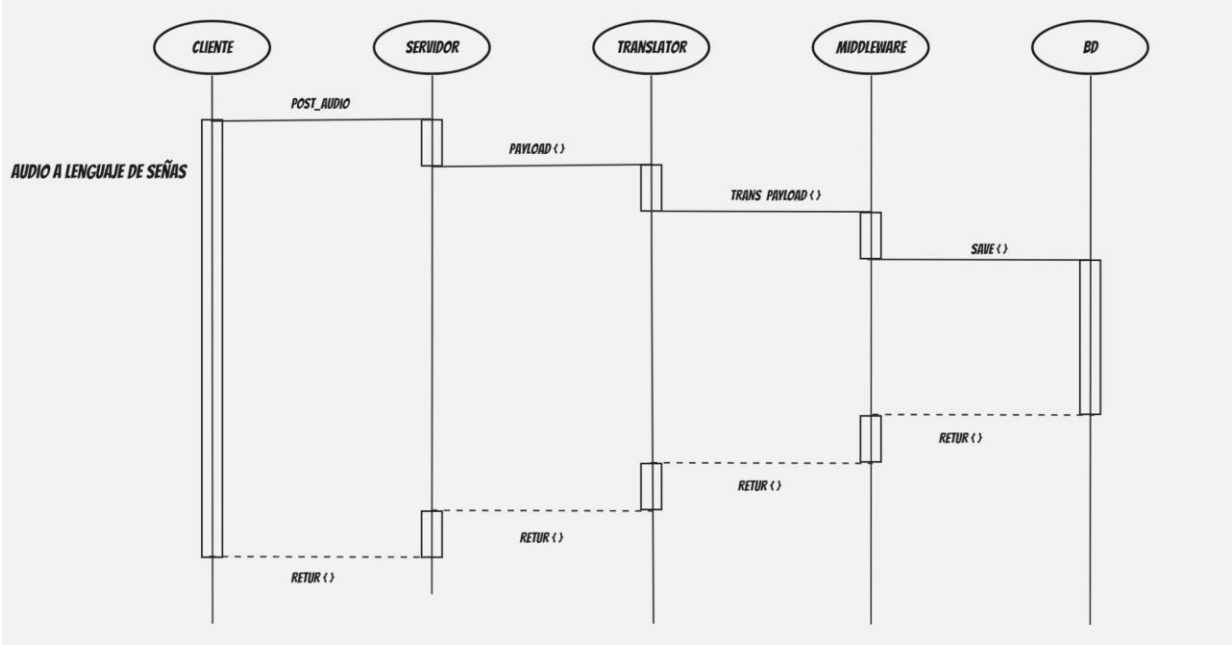 CLIENTE
SERVIDOR
TRANSLATOR
MIDDLEWARE
BD
POST_AUDIO
AUDIO A LENGUAJE DE SEÑAS
PAYLOAD { }
TRANS PAYLOAD { }
SAVE { }
RETUR { }
RETUR { }
RETUR { }
RETUR { }